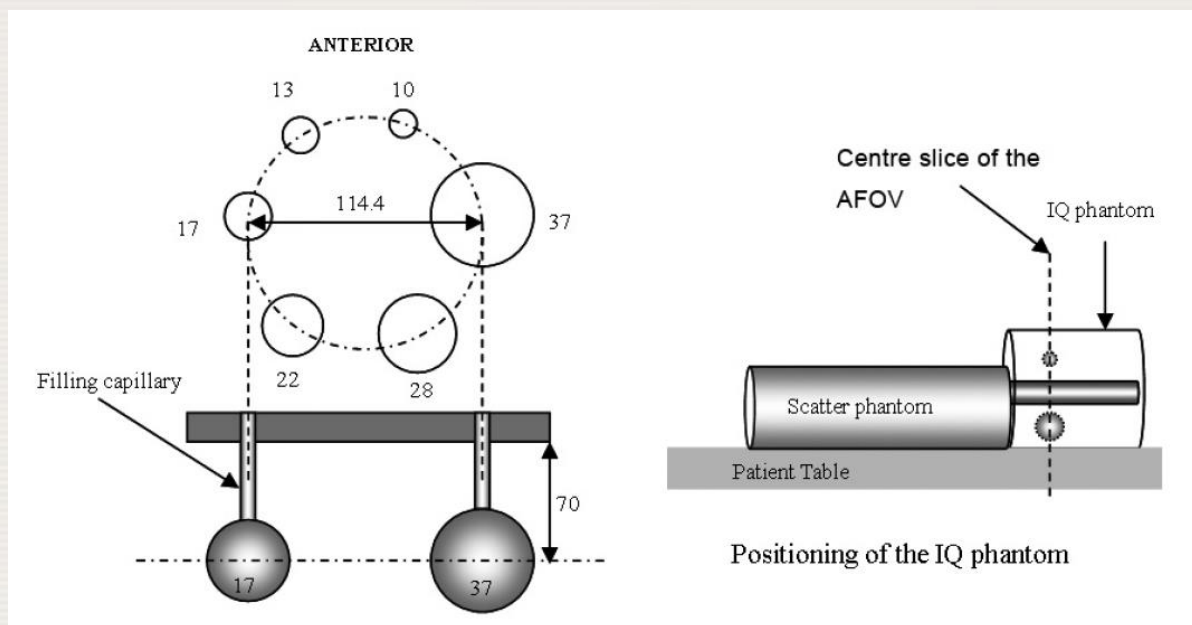 ANTERIOR
13
10
17
114.4
37
22
28
Filling capillary
70
17
37
Centre slice of the
AFOV
IQ phantom
Scatter phantom
Patient Table
Positioning of the IQ phantom